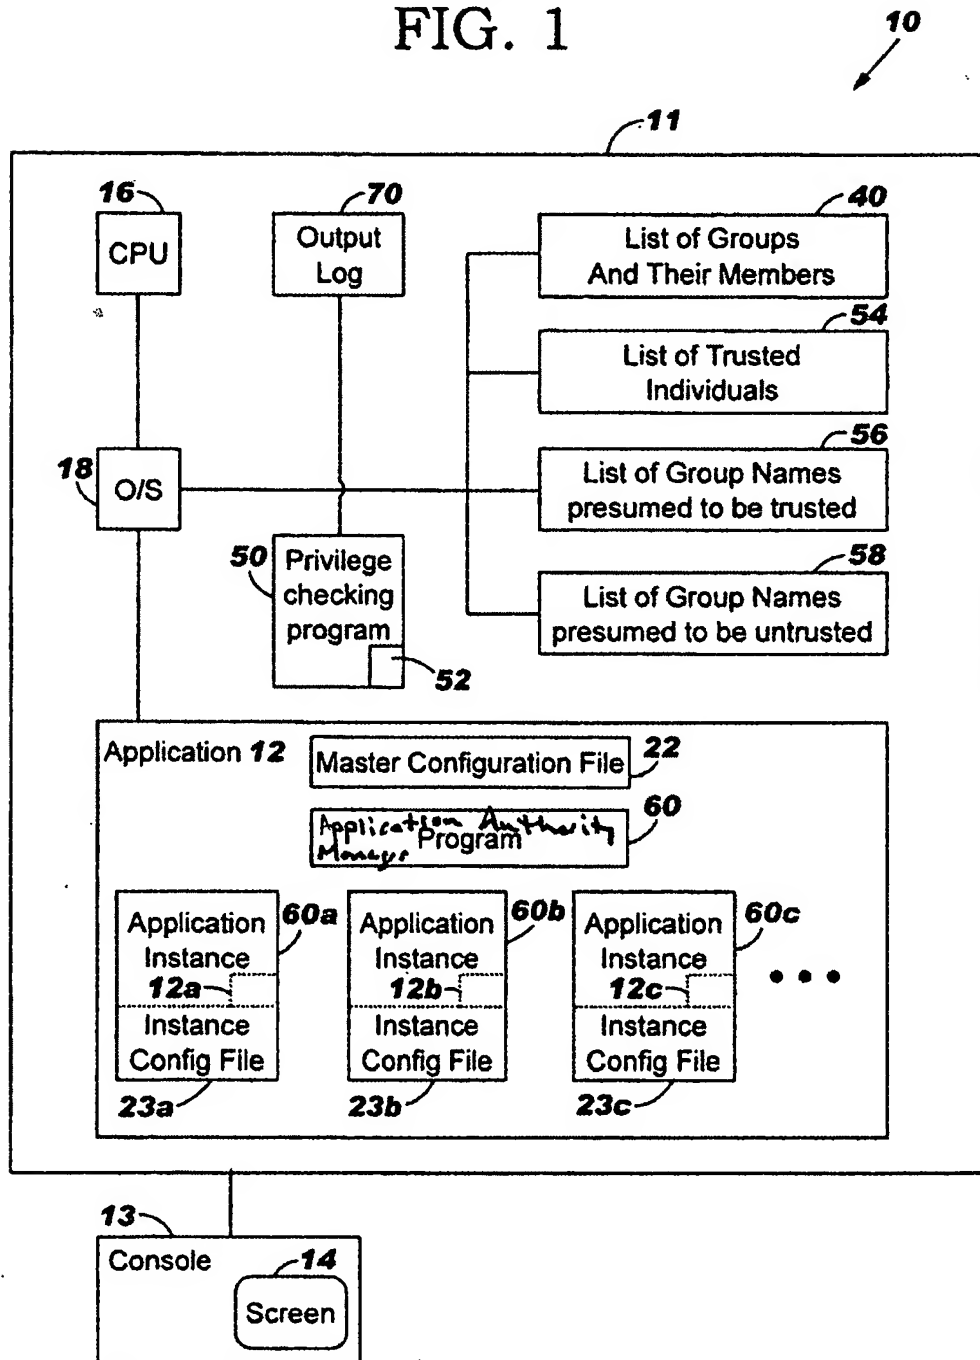 FIG. 1
10
11
16
CPU
70
Output
Log
40
List of Groups
And Their Members
54
List of Trusted
Individuals
56
List of Group Names
presumed to be trusted
18
O/S
50
Privilege
checking
program
52
58
List of Group Names
presumed to be untrusted
Application 12
Master Configuration File
22
Application Authority
Manage Program
60
Application
Instance
60a
12a
Instance
Config File
23a
Application
Instance
60b
12b
Instance
Config File
23b
Application
Instance
60c
12c
Instance
Config File
23c
13
Console
14
Screen